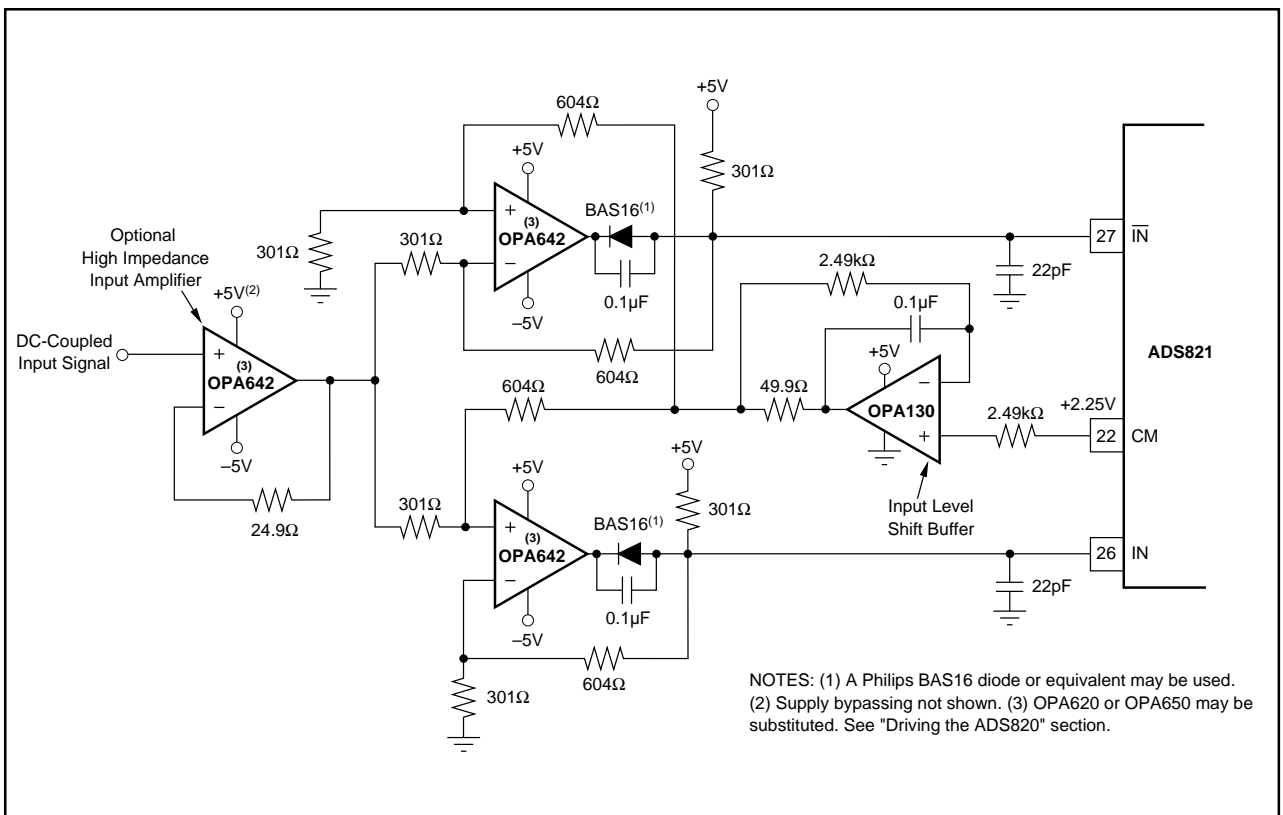 +5V
604Ω
+5V
301Ω
BAS16(1)
+
(3)
OPA642
–
Optional
High Impedance
Input Amplifier
301Ω
301Ω
27
IN
22pF
2.49kΩ
0.1µF
0.1µF
+5V(2)
–5V
DC-Coupled
Input Signal
+
(3)
OPA642
–
ADS821
+5V
604Ω
604Ω
49.9Ω
–
OPA130
+
2.49kΩ
+2.25V
22
CM
–5V
+5V
+5V
24.9Ω
301Ω
BAS16(1)
301Ω
Input Level
Shift Buffer
+
(3)
OPA642
–
26
IN
22pF
0.1µF
–5V
604Ω
301Ω
NOTES: (1) A Philips BAS16 diode or equivalent may be used.
(2) Supply bypassing not shown. (3) OPA620 or OPA650 may be
substituted. See "Driving the ADS820" section.